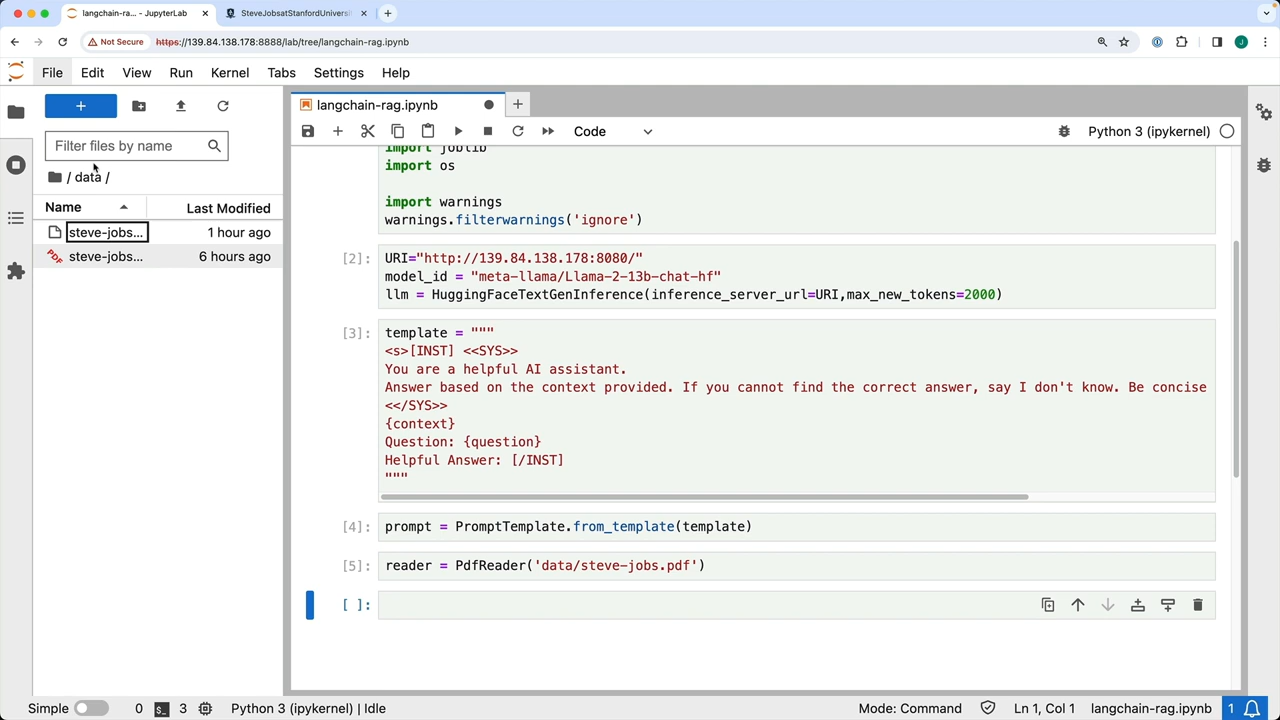 langchain-ra... - JupyterLab
SteveJobsatStanfordUniversi
Not Secure
https://139.84.138.178:8888/lab/tree/langchain-rag.ipynb
J
File Edit View Run Kernel Tabs Settings Help
langchain-rag.ipynb
Code
Python 3 (ipykernel)
Filter files by name
/ data /
Name
Last Modified
steve-jobs...
1 hour ago
PDF
steve-jobs...
6 hours ago
import joblib
import os
import warnings
warnings.filterwarnings('ignore')
[2]:
URI="http://139.84.138.178:8080/"
model_id = "meta-llama/Llama-2-13b-chat-hf"
llm = HuggingFaceTextGenInference(inference_server_url=URI,max_new_tokens=2000)
[3]:
template = """
<s>[INST] <<SYS>>
You are a helpful AI assistant.
Answer based on the context provided. If you cannot find the correct answer, say I don't know. Be concise
<</SYS>>
{context}
Question: {question}
Helpful Answer: [/INST]
"""
[4]:
prompt = PromptTemplate.from_template(template)
[5]:
reader = PdfReader('data/steve-jobs.pdf')
[ ]:
Simple
0
3
Python 3 (ipykernel) | Idle
Mode: Command
Ln 1, Col 1
langchain-rag.ipynb
1